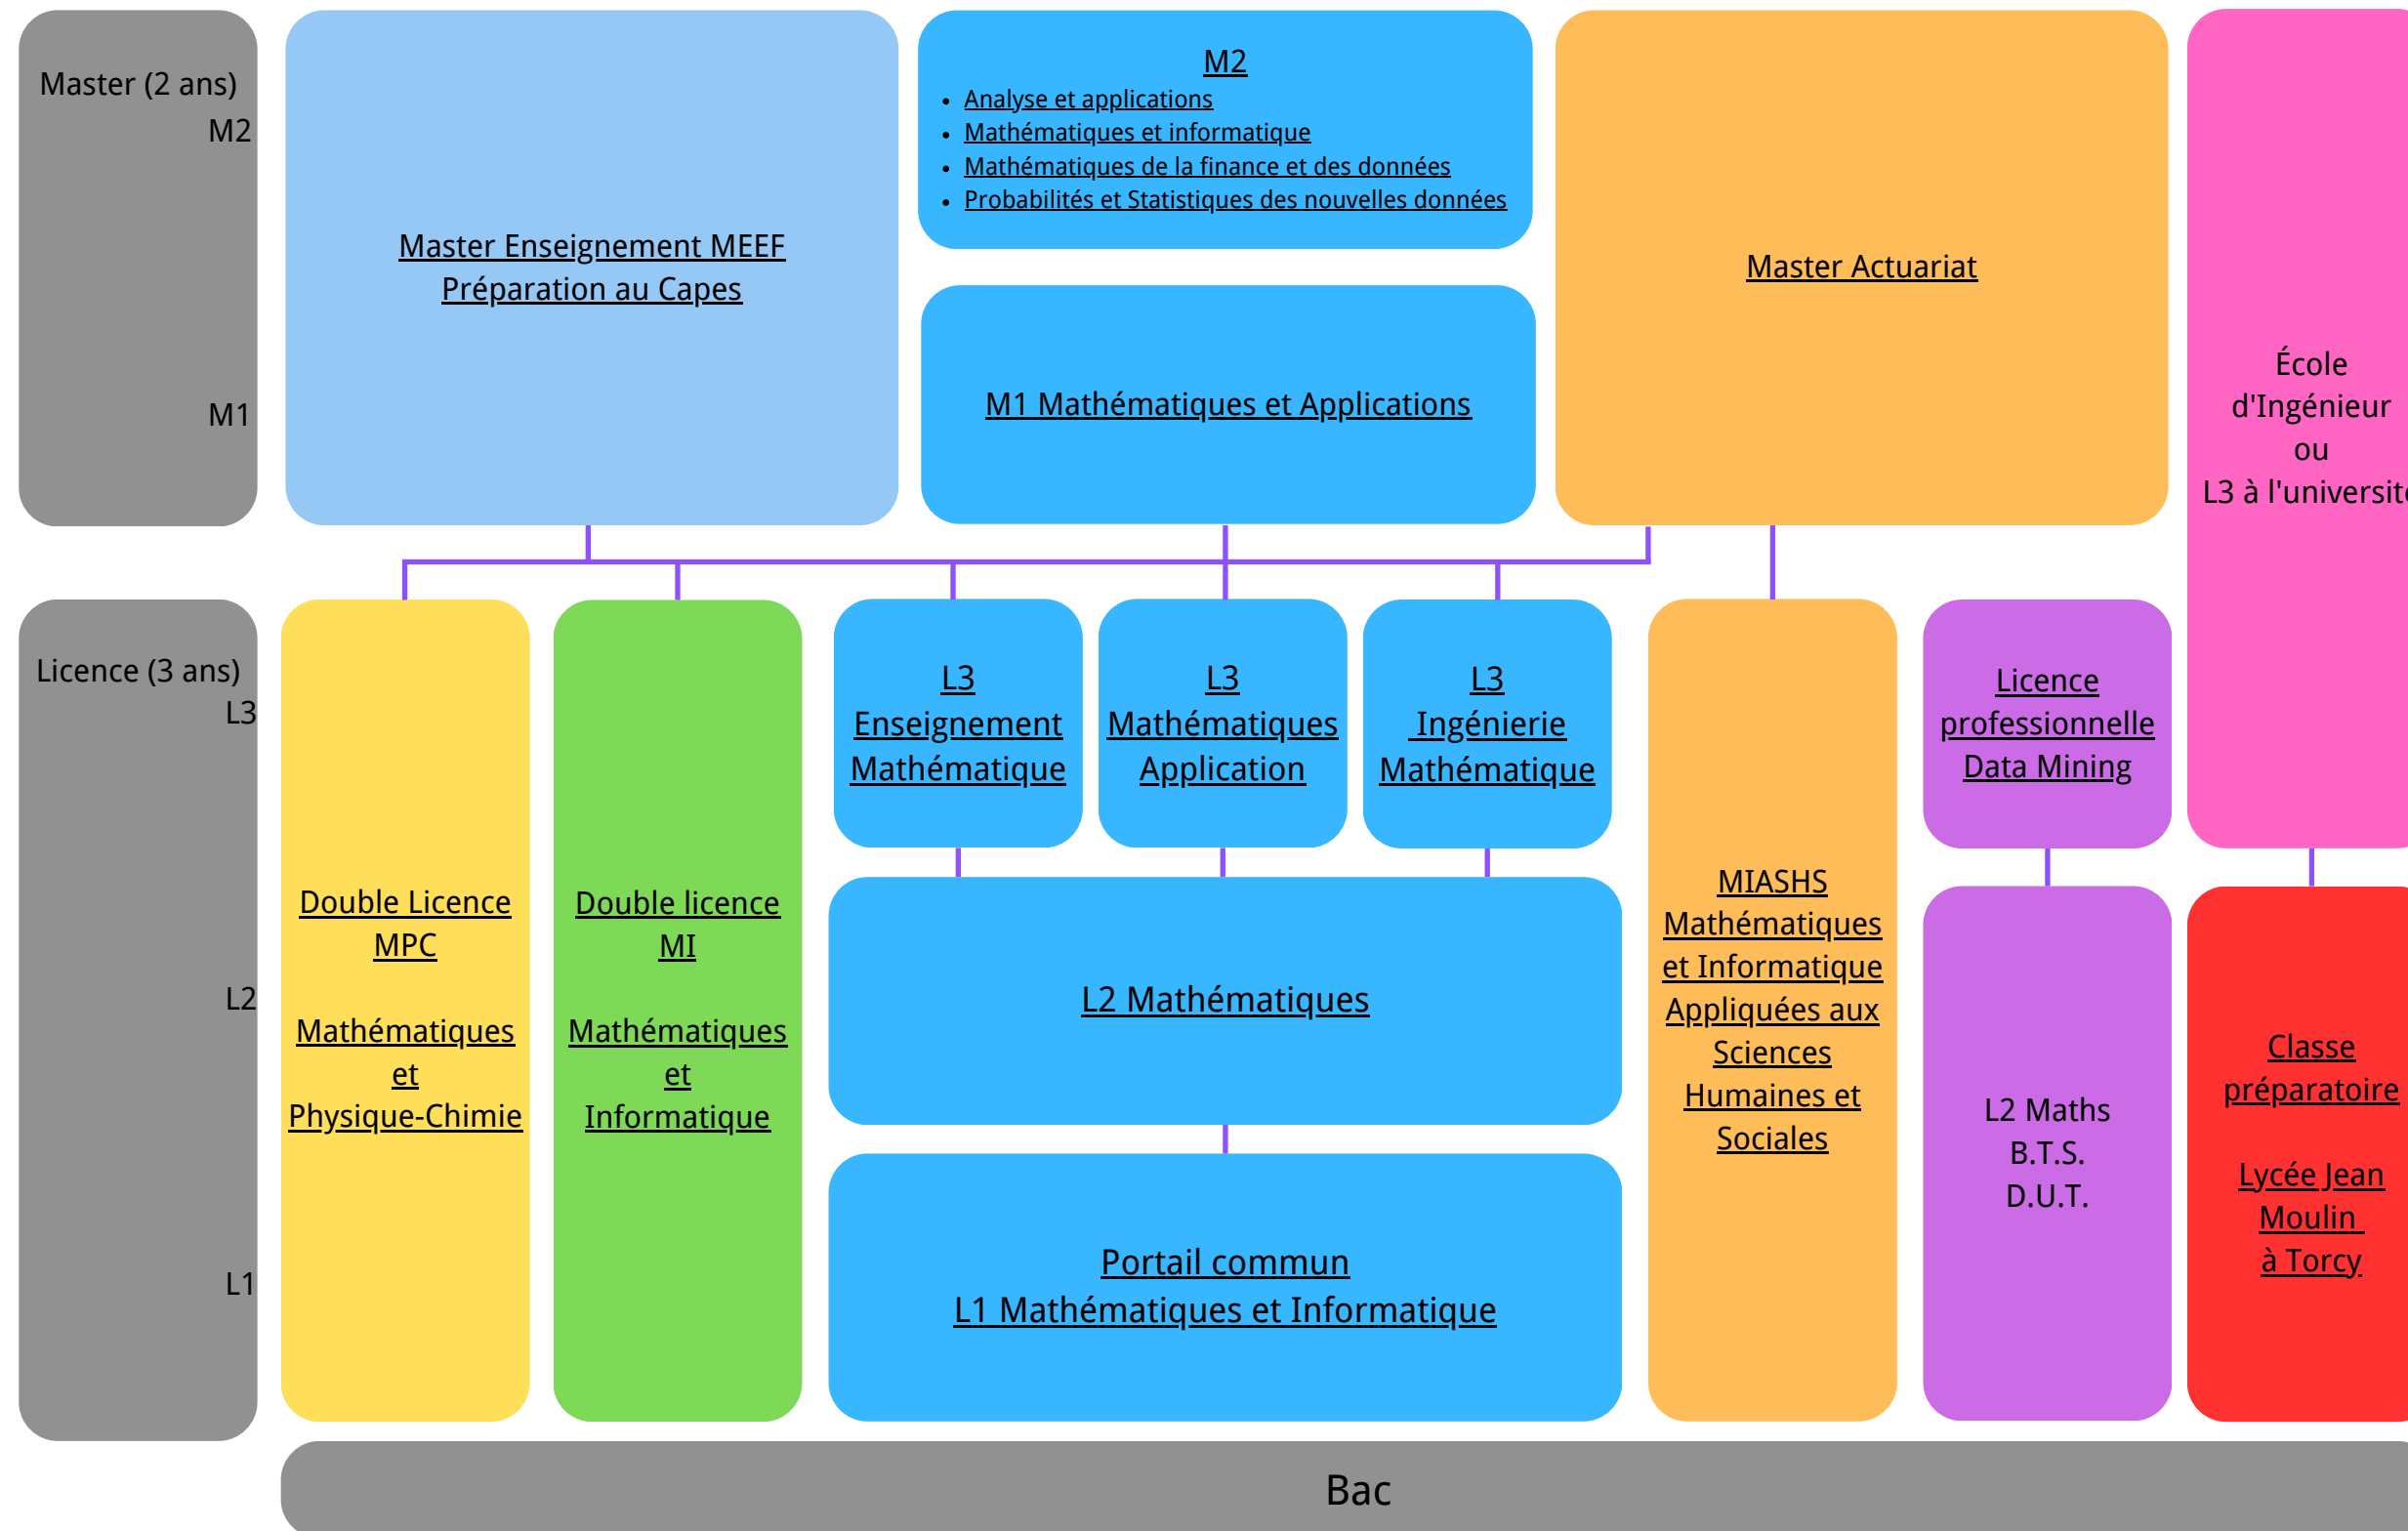 Master (2 ans)
M2
M1
Master Enseignement MEEF
Préparation au Capes
M2
• Analyse et applications
• Mathématiques et informatique
• Mathématiques de la finance et des données
• Probabilités et Statistiques des nouvelles données
M1 Mathématiques et Applications
Master Actuariat
École
d'Ingénieur
ou
L3 à l'université
Licence (3 ans)
L3
L2
L1
Double Licence
MPC
Mathématiques
et
Physique-Chimie
Double licence
MI
Mathématiques
et
Informatique
L3
Enseignement
Mathématique
L3
Mathématiques
Application
L3
Ingénierie
Mathématique
L2 Mathématiques
Portail commun
L1 Mathématiques et Informatique
MIASHS
Mathématiques
et Informatique
Appliquées aux
Sciences
Humaines et
Sociales
Licence
professionnelle
Data Mining
L2 Maths
B.T.S.
D.U.T.
Classe
préparatoire
Lycée Jean
Moulin
à Torcy
Bac